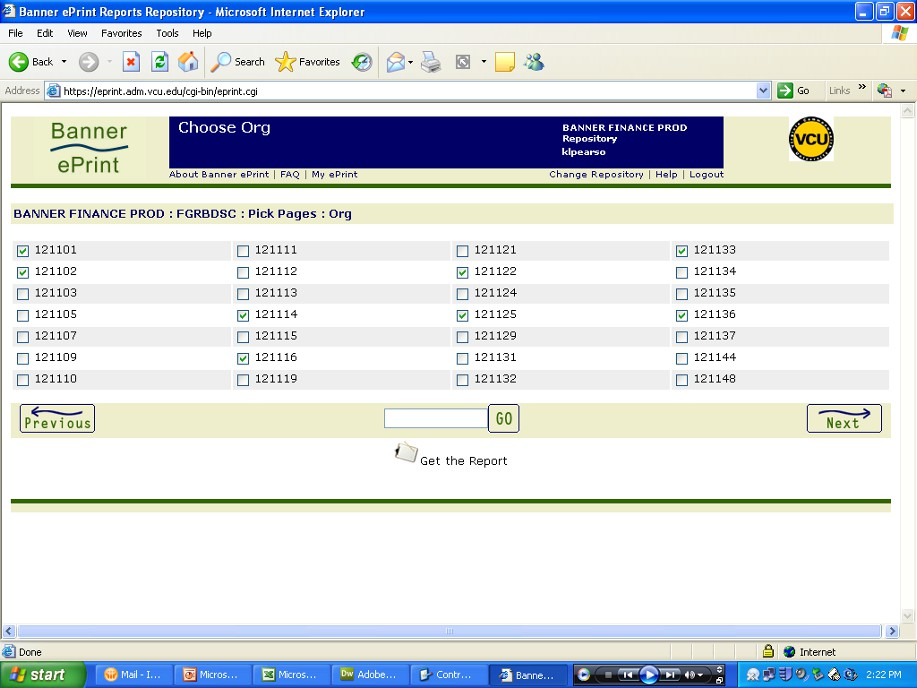 Banner ePrint Reports Repository - Microsoft Internet Explorer
File Edit View Favorites Tools Help
Back Search Favorites
Address https://eprint.adm.vcu.edu/cgi-bin/eprint.cgi Go Links »
Banner
ePrint
Choose Org
BANNER FINANCE PROD
Repository
klpearso
VCU
About Banner ePrint | FAQ | My ePrint Change Repository | Help | Logout
BANNER FINANCE PROD : FGRBDSC : Pick Pages : Org
121101 121111 121121 121133
121102 121112 121122 121134
121103 121113 121124 121135
121105 121114 121125 121136
121107 121115 121129 121137
121109 121116 121131 121144
121110 121119 121132 121148
Previous GO Next
Get the Report
Done Internet
start Mail - I... Micros... Micros... Adobe... Contr... Banne... 2:22 PM